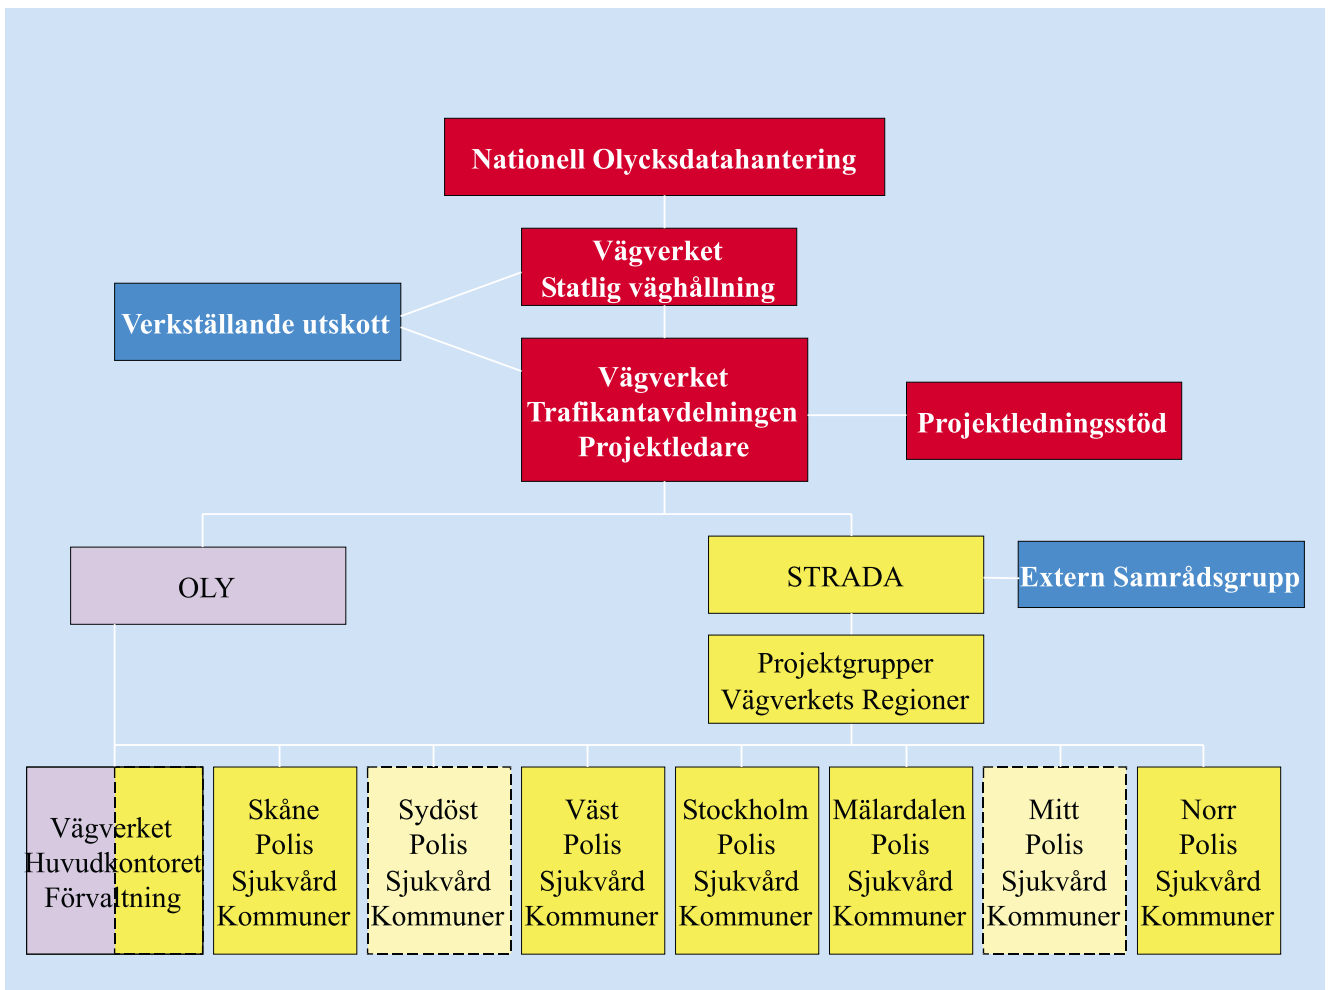 Nationell Olycksdatahantering
Vägverket
Statlig väghållning
Verkställande utskott
Vägverket
Trafikantavdelningen
Projektledare
Projektledningsstöd
OLY
STRADA
Extern Samrådsgrupp
Projektgrupper
Vägverkets Regioner
Vägverket
Huvudkontoret
Förvaltning
Skåne
Polis
Sjukvård
Kommuner
Sydöst
Polis
Sjukvård
Kommuner
Väst
Polis
Sjukvård
Kommuner
Stockholm
Polis
Sjukvård
Kommuner
Mälardalen
Polis
Sjukvård
Kommuner
Mitt
Polis
Sjukvård
Kommuner
Norr
Polis
Sjukvård
Kommuner